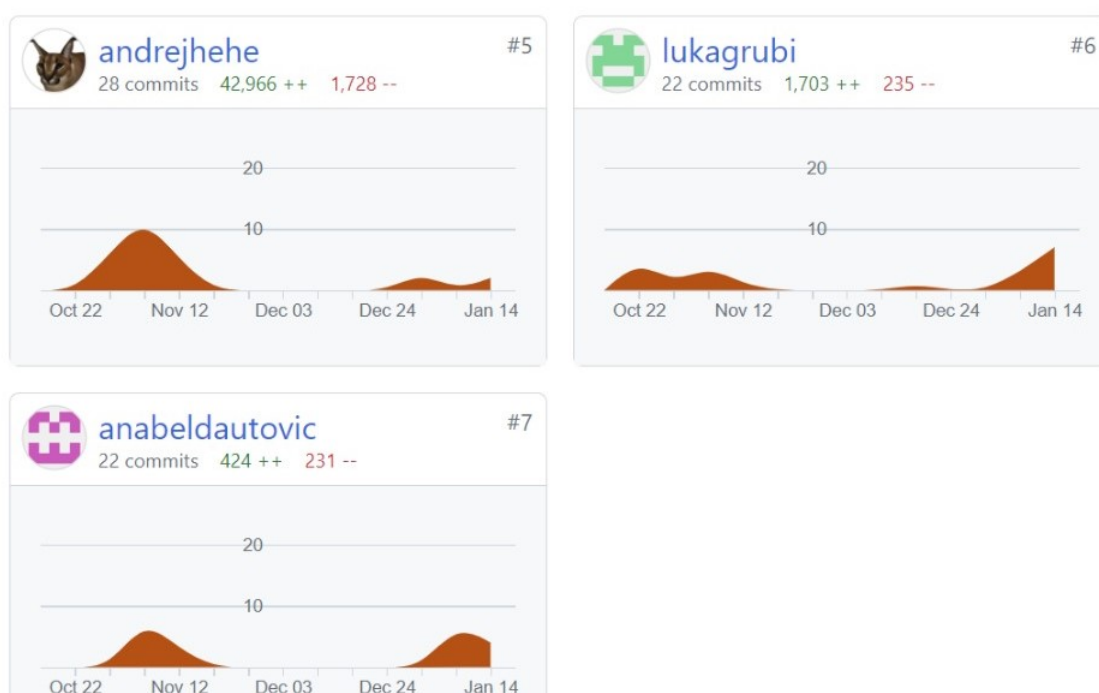 andrejhehe #5
28 commits 42,966 ++ 1,728 --
20
10
Oct 22 Nov 12 Dec 03 Dec 24 Jan 14
lukagrubi #6
22 commits 1,703 ++ 235 --
20
10
Oct 22 Nov 12 Dec 03 Dec 24 Jan 14
anabeldautovic #7
22 commits 424 ++ 231 --
20
10
Oct 22 Nov 12 Dec 03 Dec 24 Jan 14